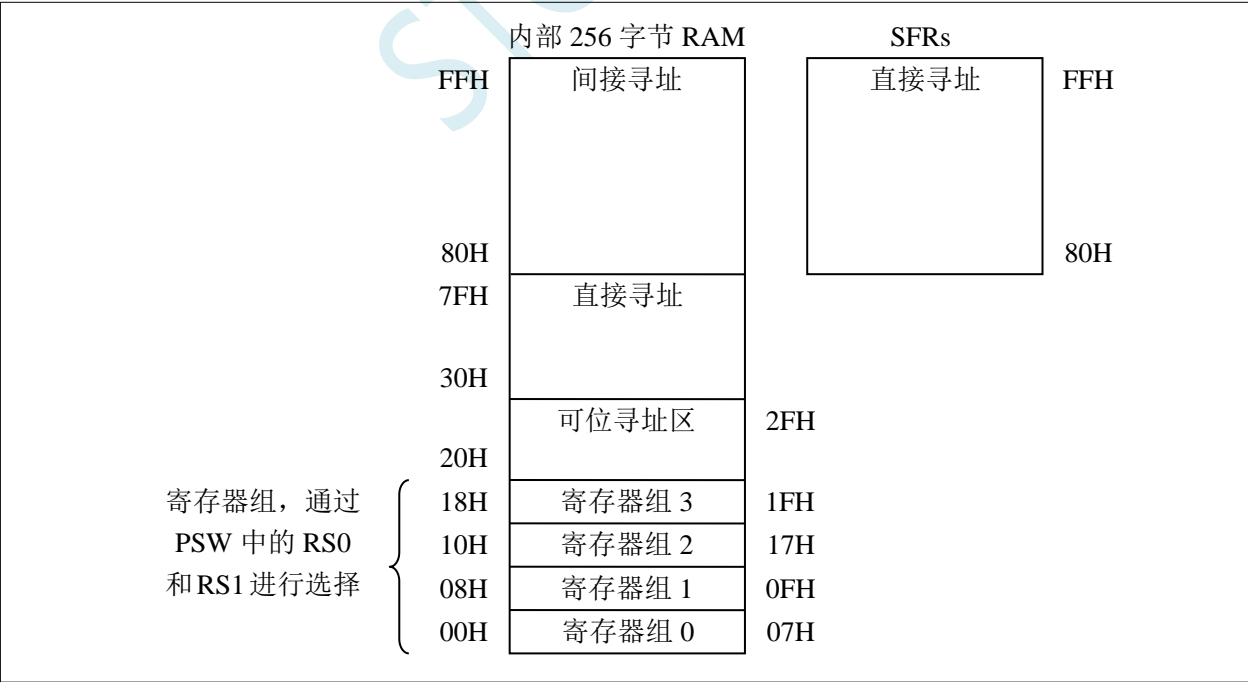 内部 256 字节 RAM SFRs
FFH 间接寻址 直接寻址 FFH
80H 80H
7FH 直接寻址
30H
可位寻址区 2FH
20H
寄存器组，通过 18H 寄存器组 3 1FH
PSW 中的 RS0 10H 寄存器组 2 17H
和RS1进行选择 08H 寄存器组 1 0FH
00H 寄存器组 0 07H